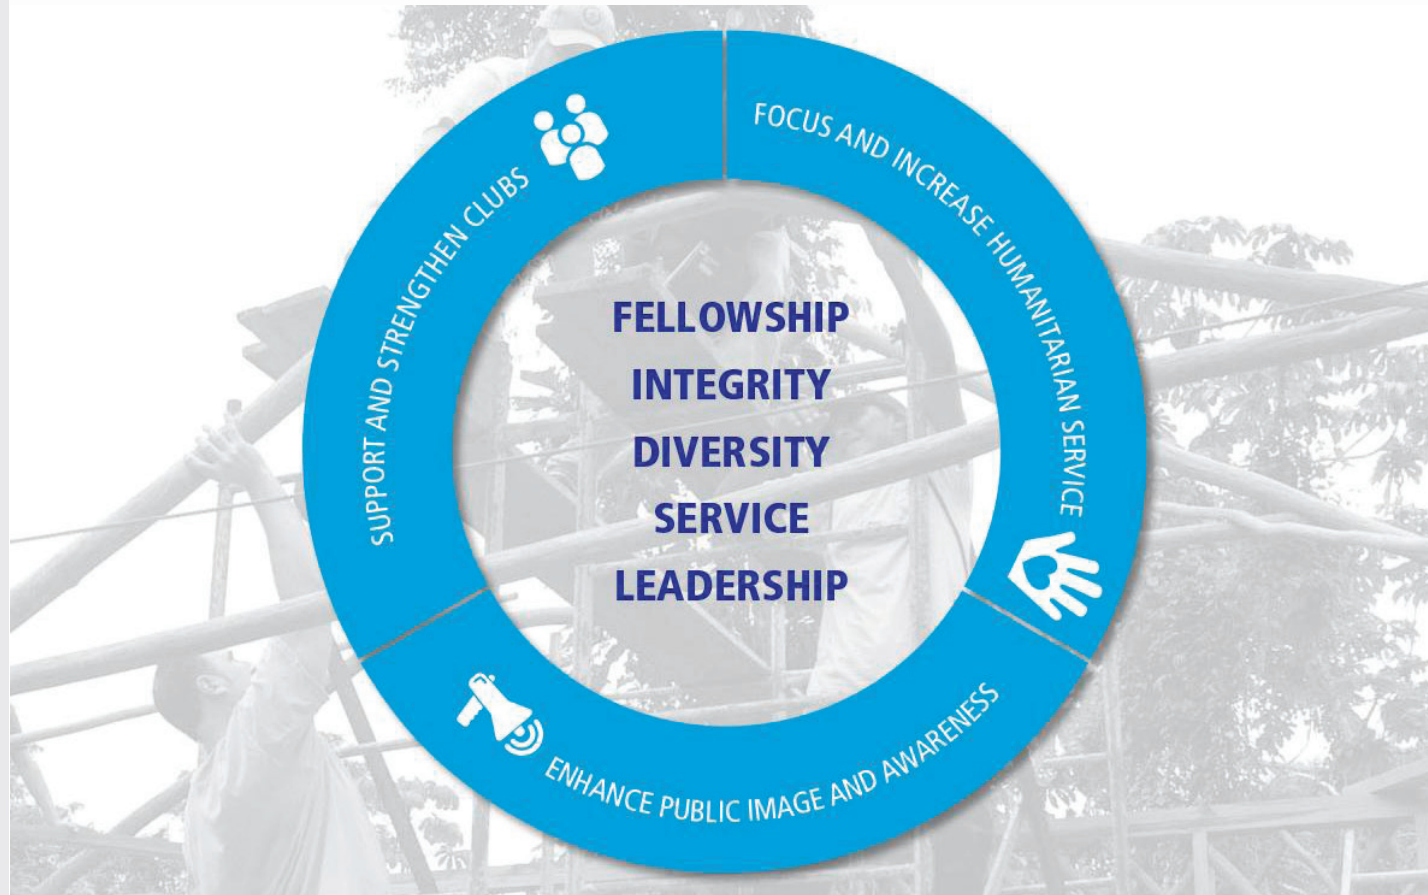 SUPPORT AND STRENGTHEN CLUBS
FOCUS AND INCREASE HUMANITARIAN SERVICE
ENHANCE PUBLIC IMAGE AND AWARENESS
FELLOWSHIP
INTEGRITY
DIVERSITY
SERVICE
LEADERSHIP